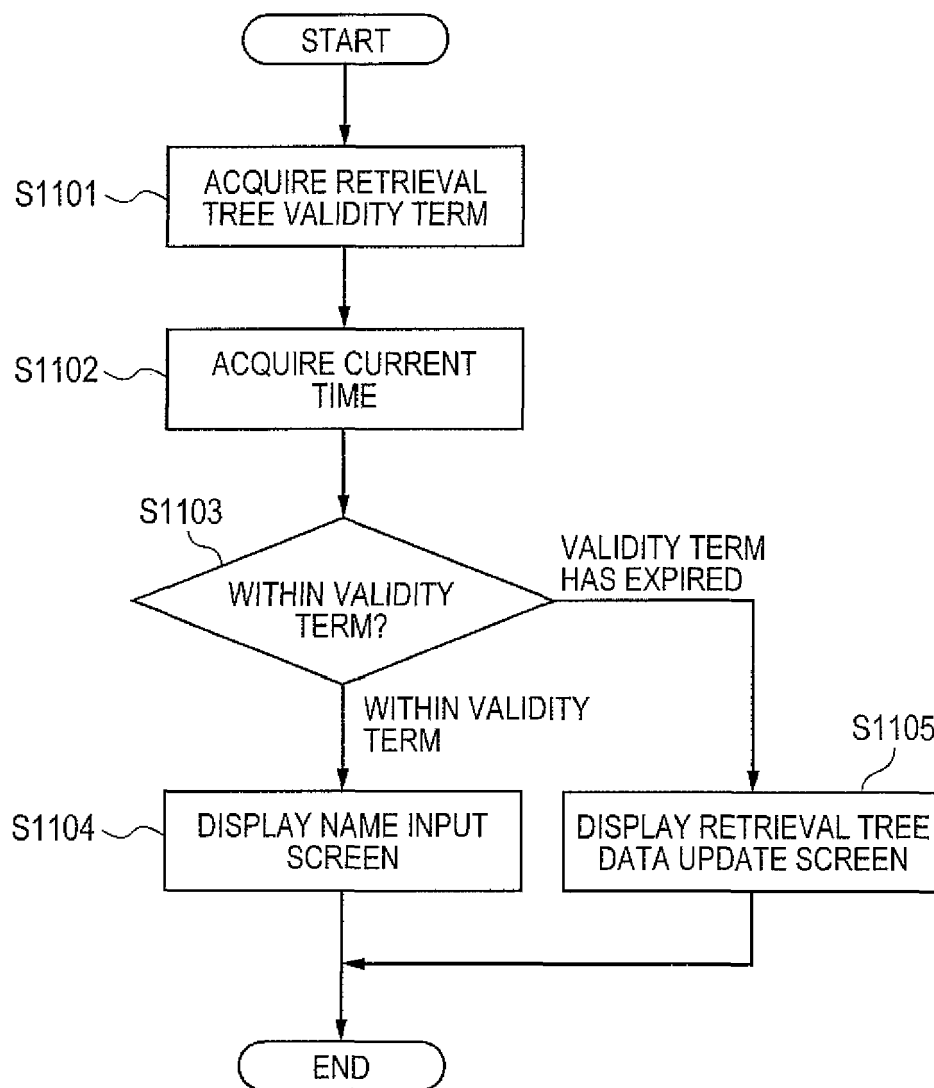 START
S1101
ACQUIRE RETRIEVAL
TREE VALIDITY TERM
S1102
ACQUIRE CURRENT
TIME
S1103
WITHIN VALIDITY
TERM?
VALIDITY TERM
HAS EXPIRED
WITHIN VALIDITY
TERM
S1104
DISPLAY NAME INPUT
SCREEN
S1105
DISPLAY RETRIEVAL TREE
DATA UPDATE SCREEN
END